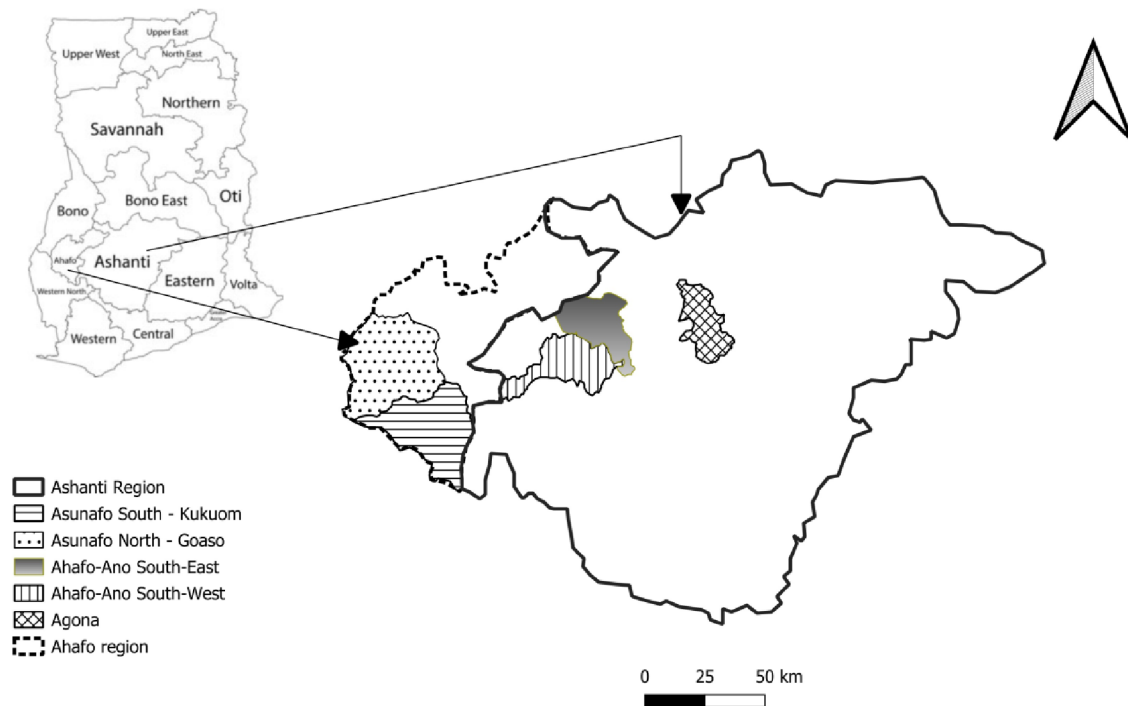 Upper East
Upper West
North East
Northern
Savannah
Oti
Bono
Bono East
Ahafo
Ashanti
Eastern
Volta
Western North
Greater
Accra
Central
Western
Ashanti Region
Asunafo South - Kukuom
Asunafo North - Goaso
Ahafo-Ano South-East
Ahafo-Ano South-West
Agona
Ahafo region
0 25 50 km